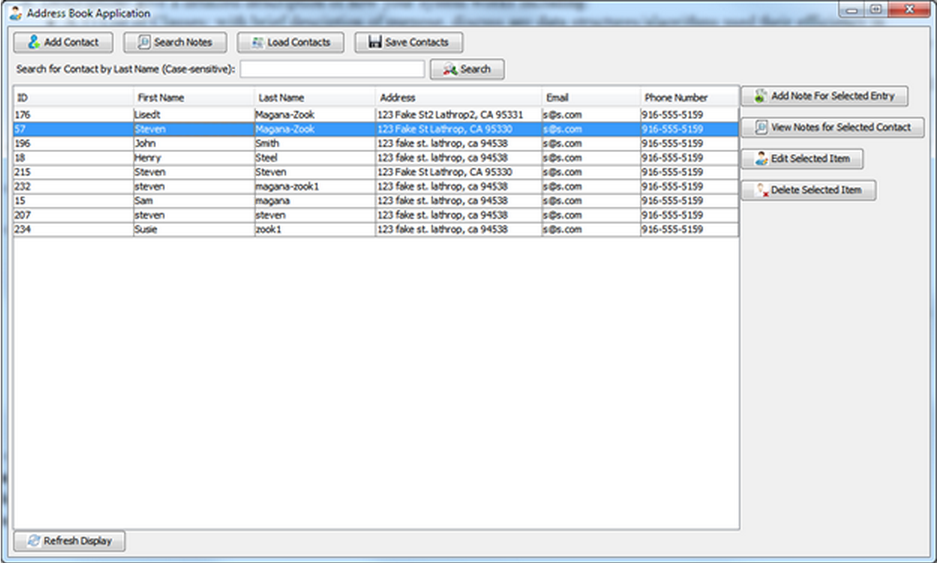 Address Book Application
Add Contact Search Notes Load Contacts Save Contacts
Search for Contact by Last Name (Case-sensitive): Search
ID First Name Last Name Address Email Phone Number
176 Lisedt Magana-Zook 123 Fake St2 Lathrop2, CA 95331 s@s.com 916-555-5159
57 Steven Magana-Zook 123 Fake St Lathrop, CA 95330 s@s.com 916-555-5159
196 John Smith 123 fake st. lathrop, ca 94538 s@s.com 916-555-5159
18 Henry Steel 123 fake st. lathrop, ca 94538 s@s.com 916-555-5159
215 Steven Steven 123 Fake St Lathrop, CA 95330 s@s.com 916-555-5159
232 steven magana-zook1 123 fake st. lathrop, ca 94538 s@s.com 916-555-5159
15 Sam magana 123 fake st. lathrop, ca 94538 s@s.com 916-555-5159
207 steven steven 123 fake st. lathrop, ca 94538 s@s.com 916-555-5159
234 Susie zook1 123 fake st. lathrop, ca 94538 s@s.com 916-555-5159
Add Note For Selected Entry
View Notes for Selected Contact
Edit Selected Item
Delete Selected Item
Refresh Display